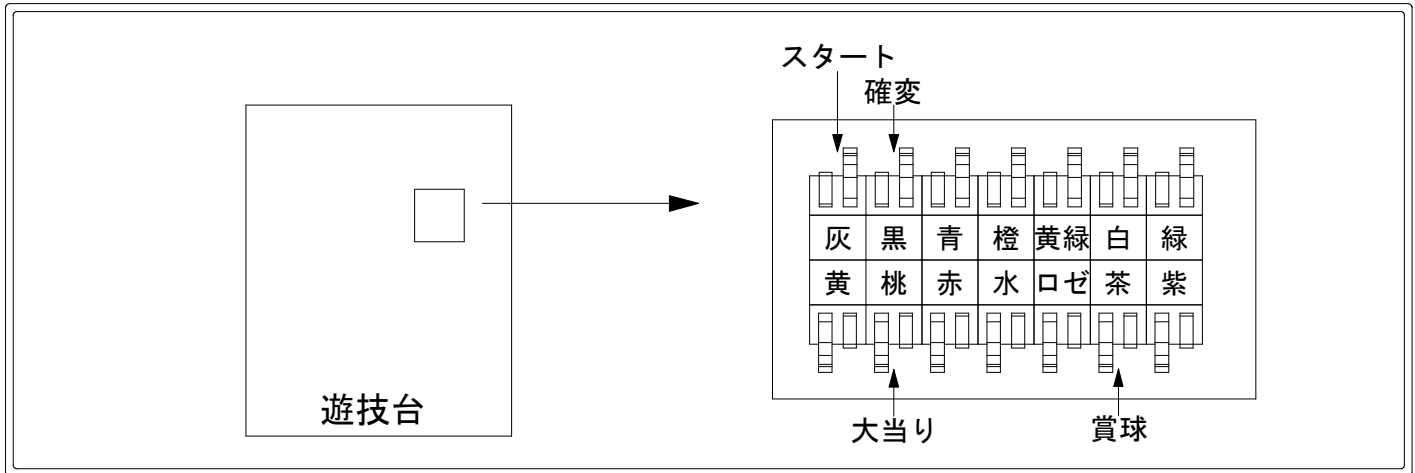 スタート
確変
灰 黒 青 橙 黄緑 白 緑
黄 桃 赤 水 ロゼ 茶 紫
大当り 賞球
遊技台